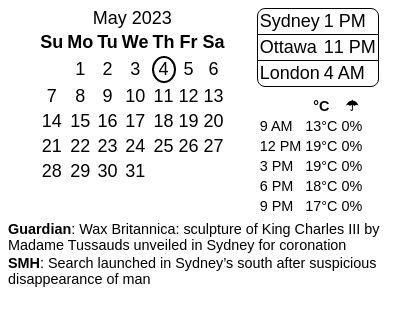 May 2023
Su Mo Tu We Th Fr Sa
1 2 3 4 5 6
7 8 9 10 11 12 13
14 15 16 17 18 19 20
21 22 23 24 25 26 27
28 29 30 31
Sydney 1 PM
Ottawa 11 PM
London 4 AM
°C ☂
9 AM 13°C 0%
12 PM 19°C 0%
3 PM 19°C 0%
6 PM 18°C 0%
9 PM 17°C 0%
Guardian: Wax Britannica: sculpture of King Charles III by
Madame Tussauds unveiled in Sydney for coronation
SMH: Search launched in Sydney’s south after suspicious
disappearance of man